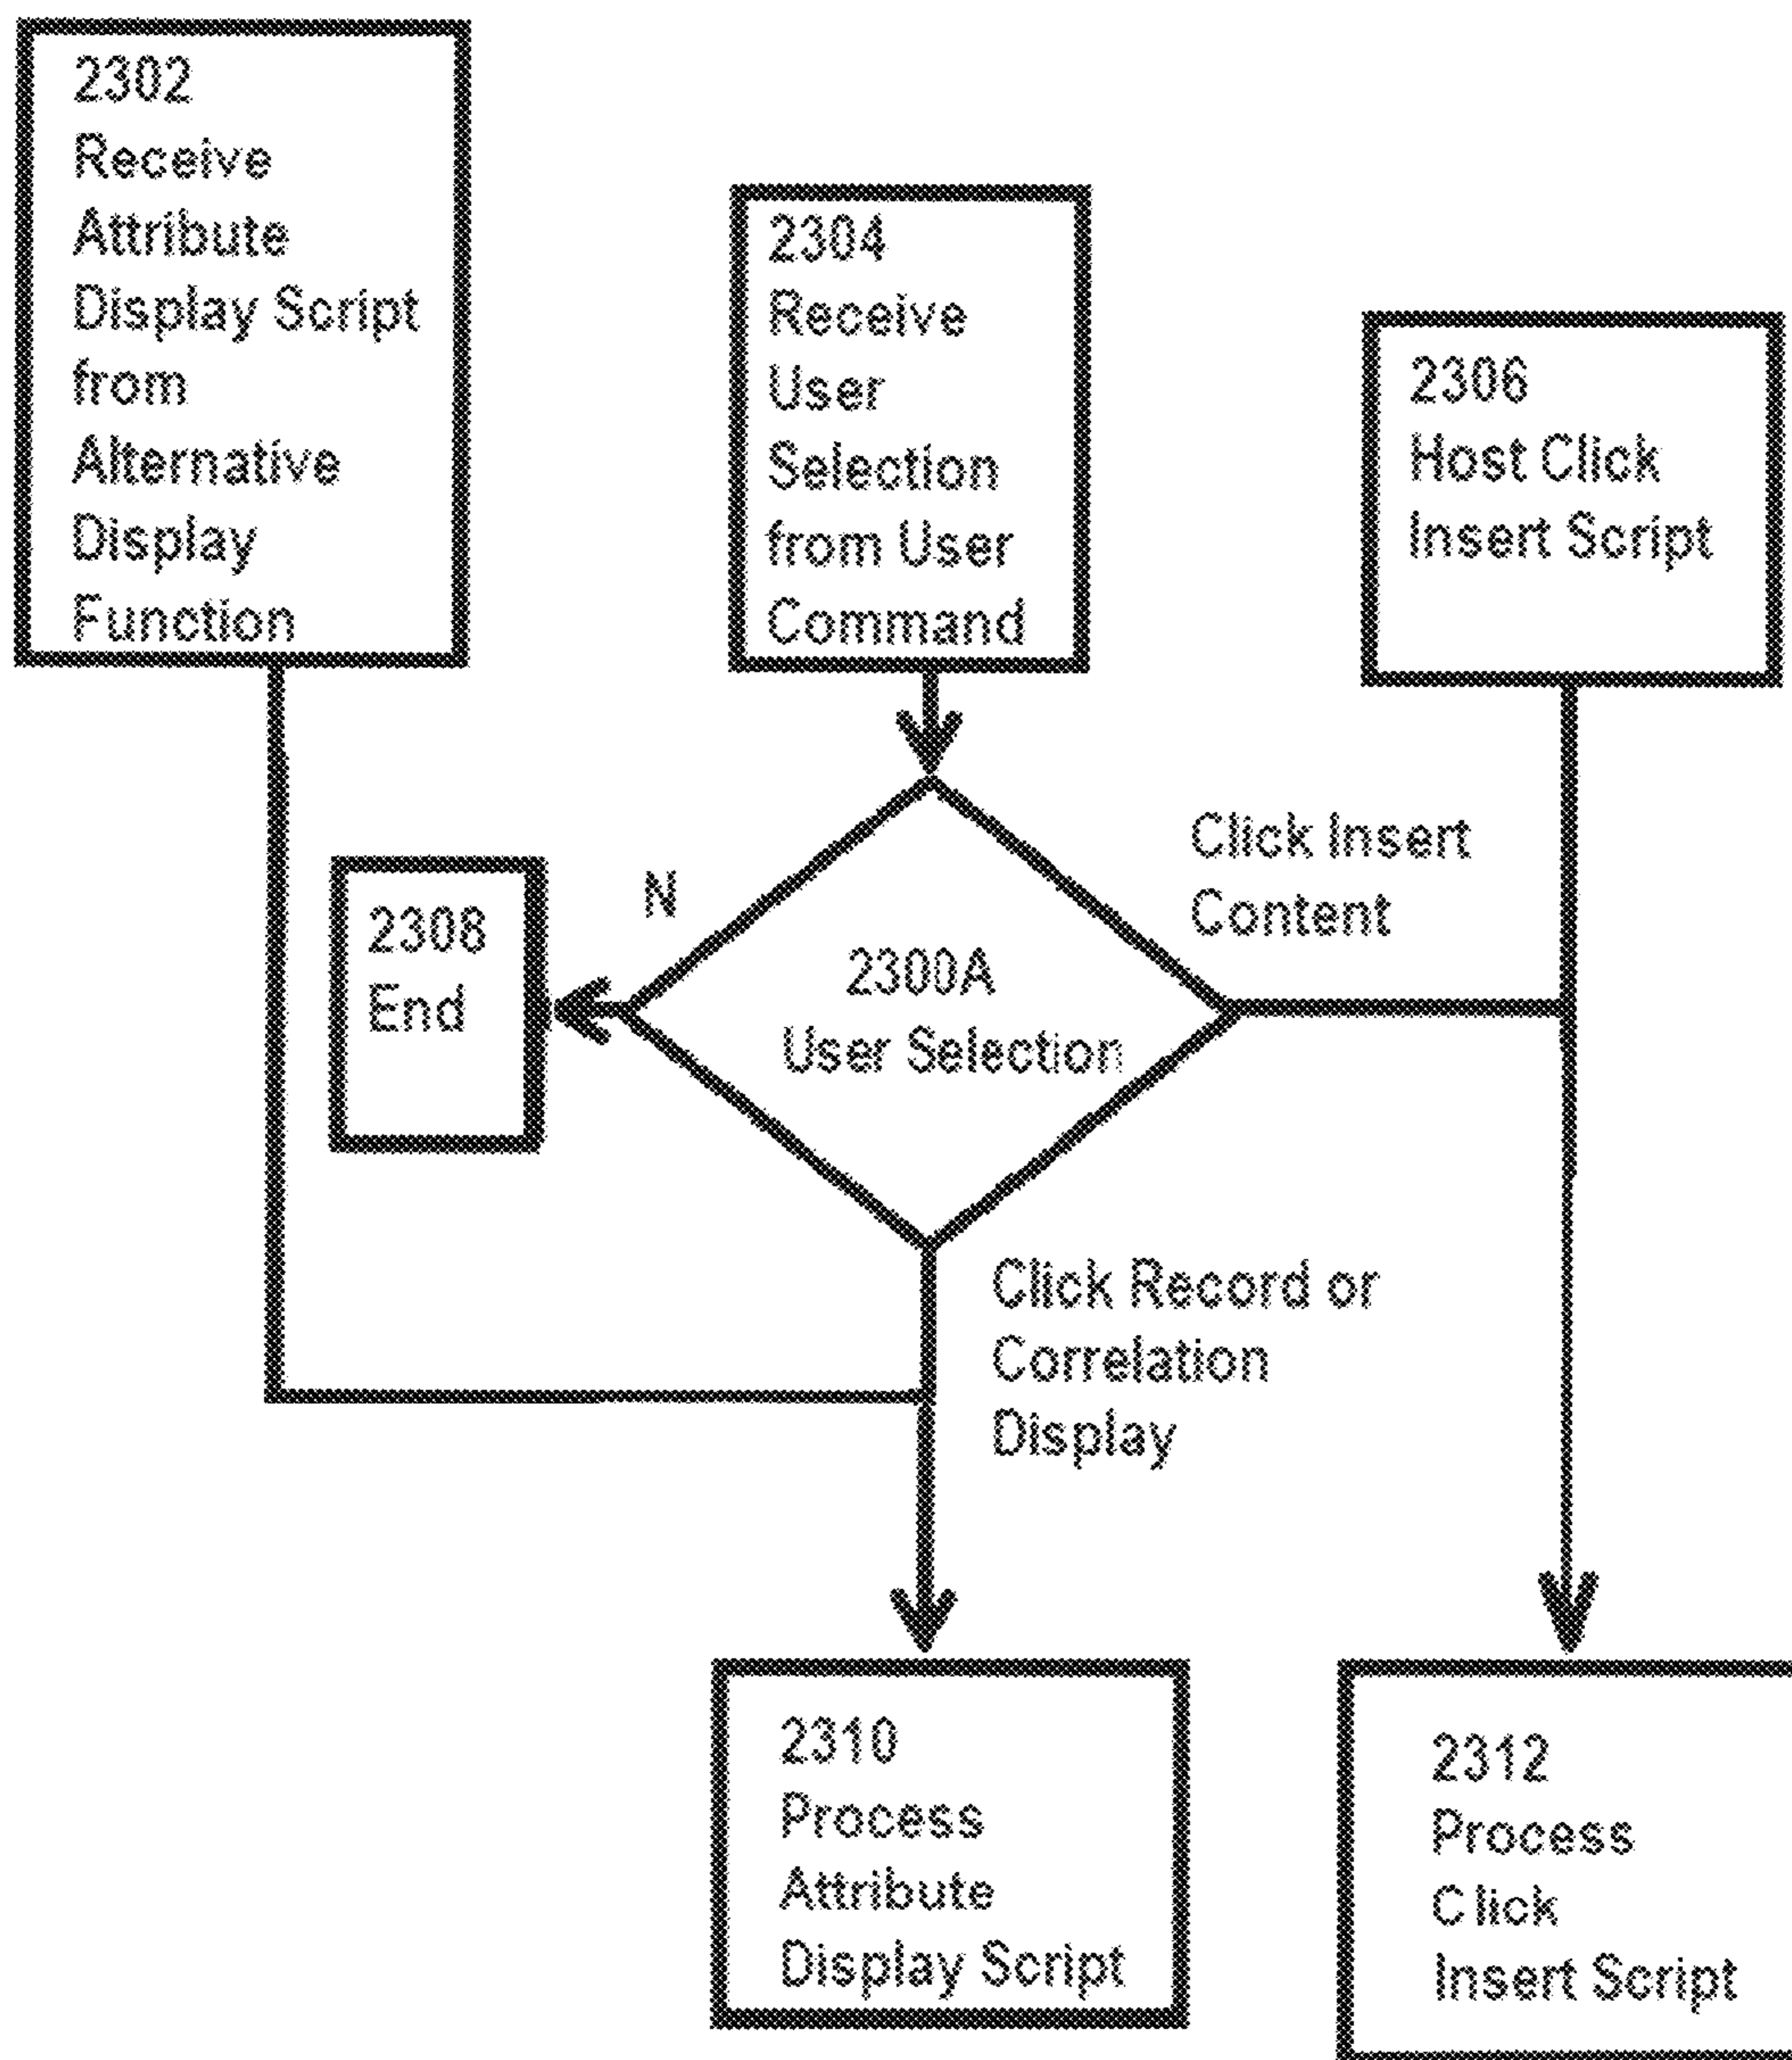 2302
Receive
Attribute
Display Script
from
Alternative
Display
Function
2304
Receive
User
Selection
from User
Command
2306
Host Click
Insert Script
2308
End
N
2300A
User Selection
Click Insert
Content
Click Record or
Correlation
Display
2310
Process
Attribute
Display Script
2312
Process
Click
Insert Script